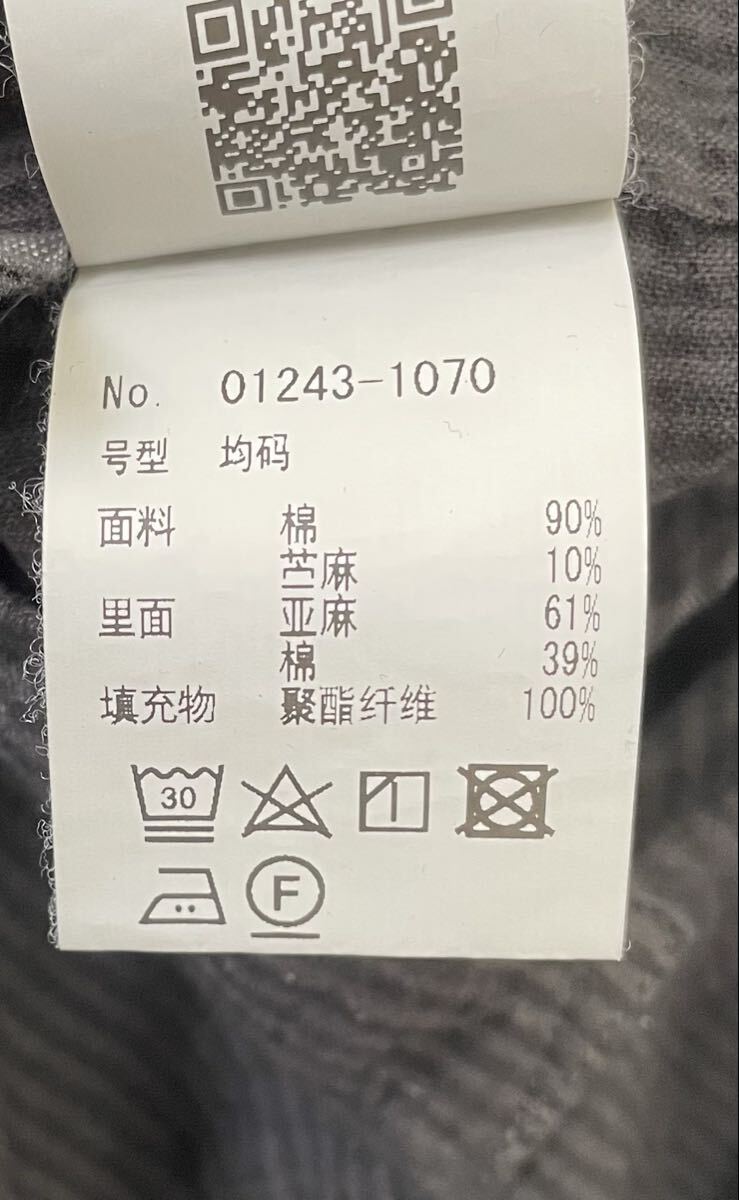 No. 01243-1070
号型 均码
面料 棉 90%
苎麻 10%
里面 亚麻 61%
棉 39%
填充物 聚酯纤维 100%
30
F